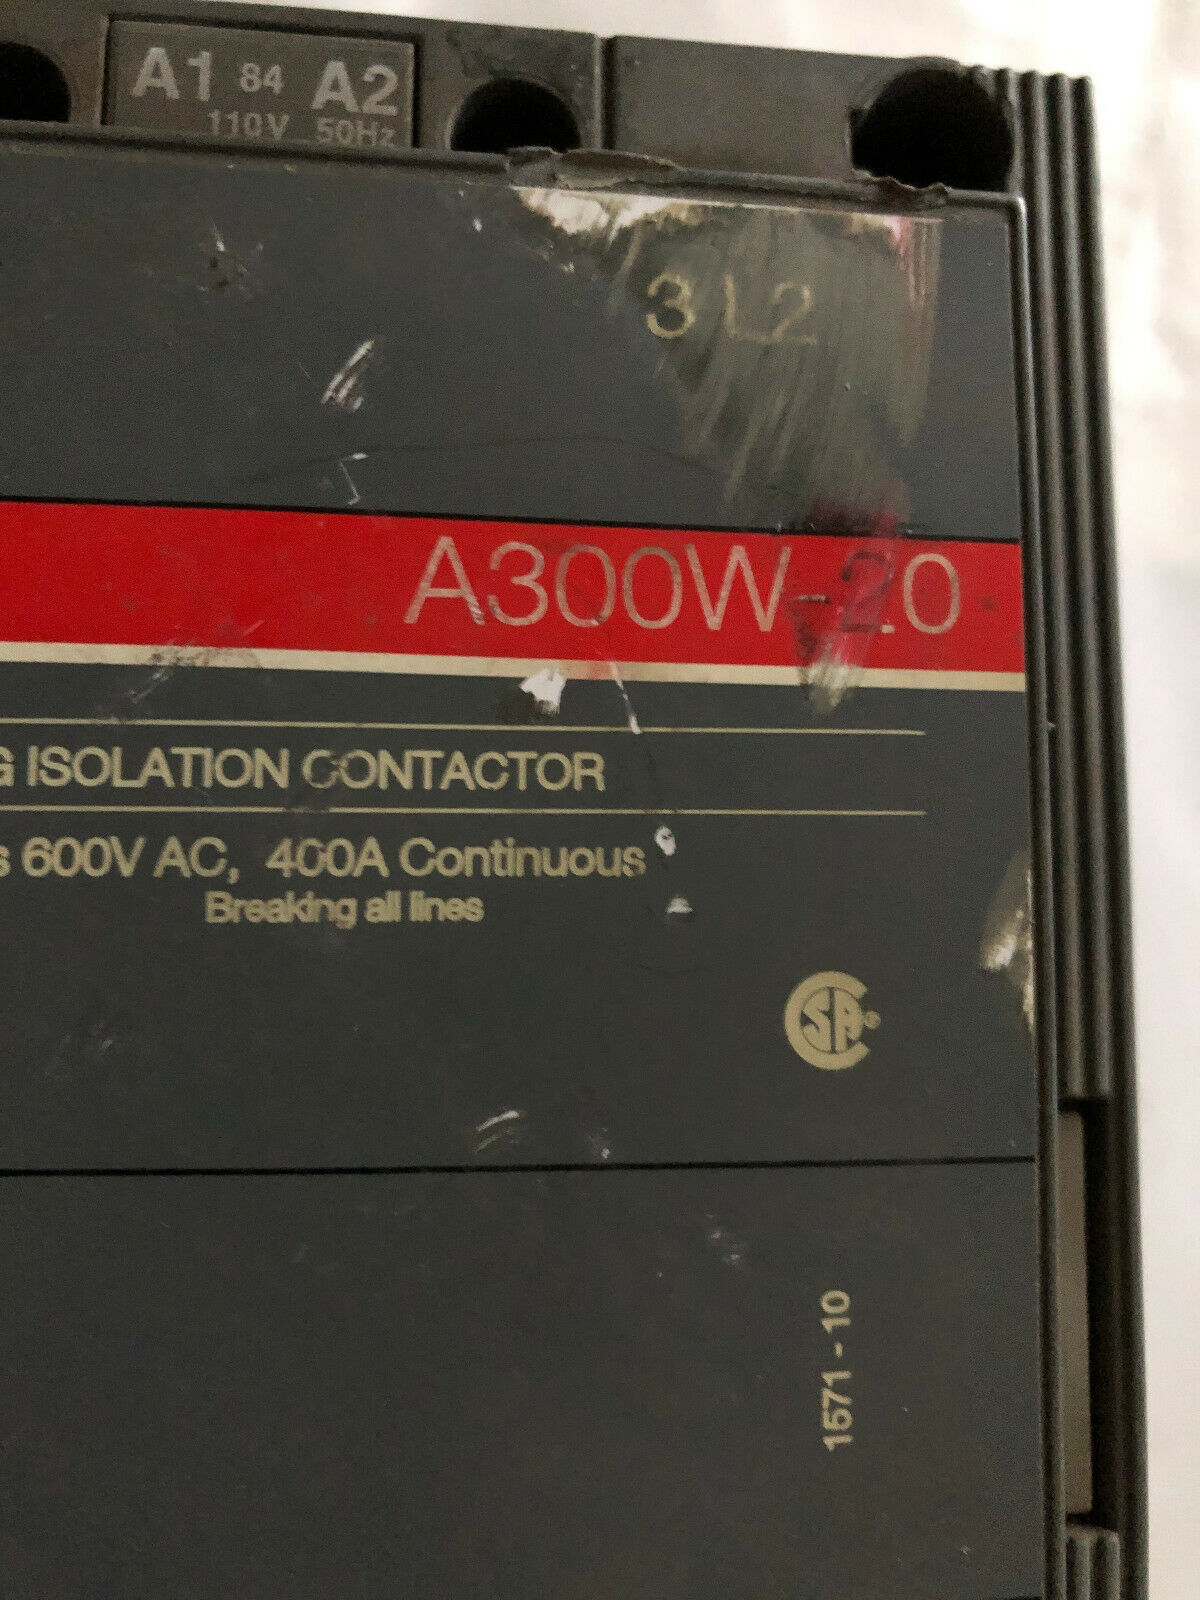 A1 84 A2
110V 50Hz
3 L2
A300W-20
G ISOLATION CONTACTOR
s 600V AC, 400A Continuous
Breaking all lines
CSA®
1571 - 10